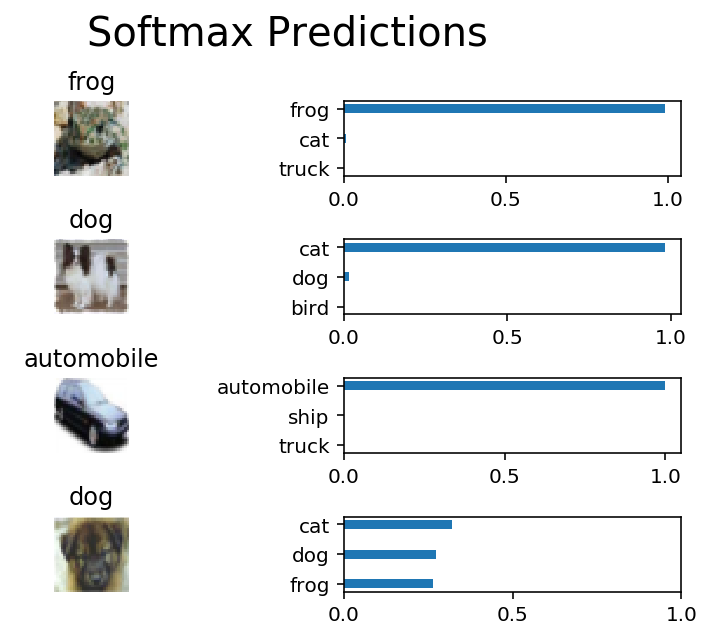 Softmax Predictions
frog
frog
cat
truck
0.0 0.5 1.0
dog
cat
dog
bird
0.0 0.5 1.0
automobile
automobile
ship
truck
0.0 0.5 1.0
dog
cat
dog
frog
0.0 0.5 1.0